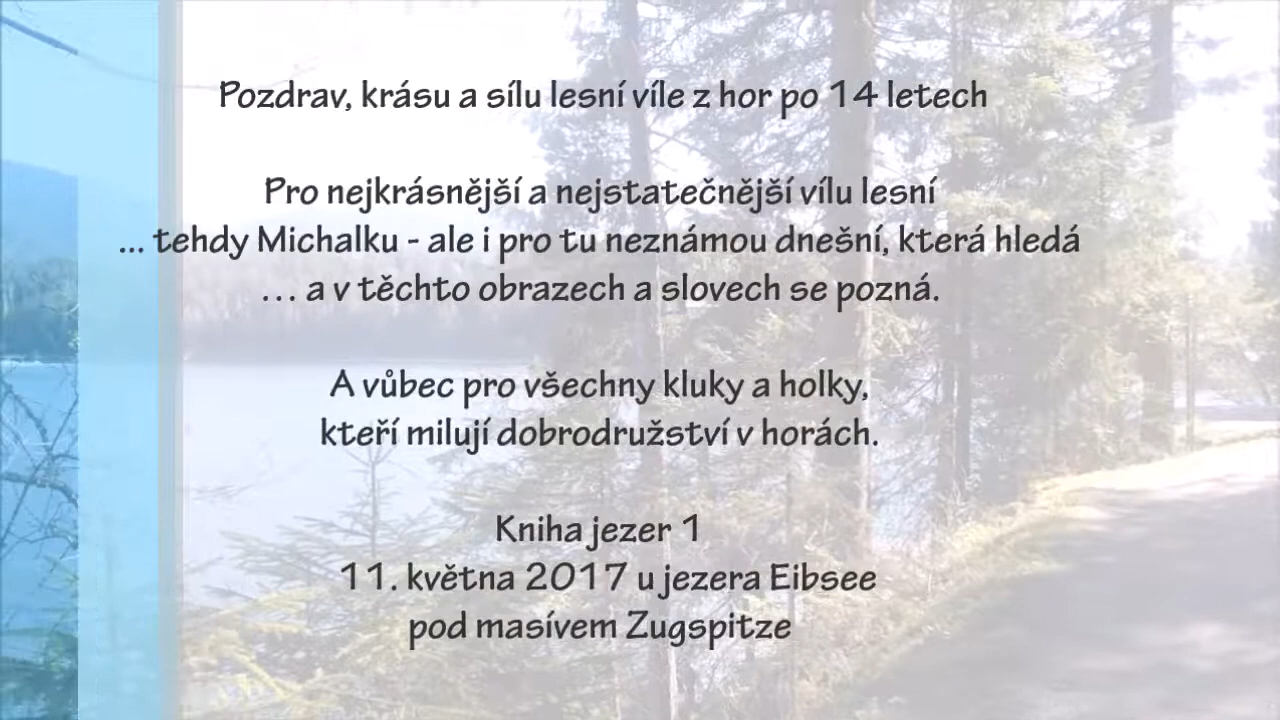 Pozdrav, krásu a sílu lesní víle z hor po 14 letech
Pro nejkrásnější a nejstatečnější vílu lesní
... tehdy Michalku - ale i pro tu neznámou dnešní, která hledá
... a v těchto obrazech a slovech se pozná.
A vůbec pro všechny kluky a holky,
kteří milují dobrodružství v horách.
Kniha jezer 1
11. května 2017 u jezera Eibsee
pod masívem Zugspitze